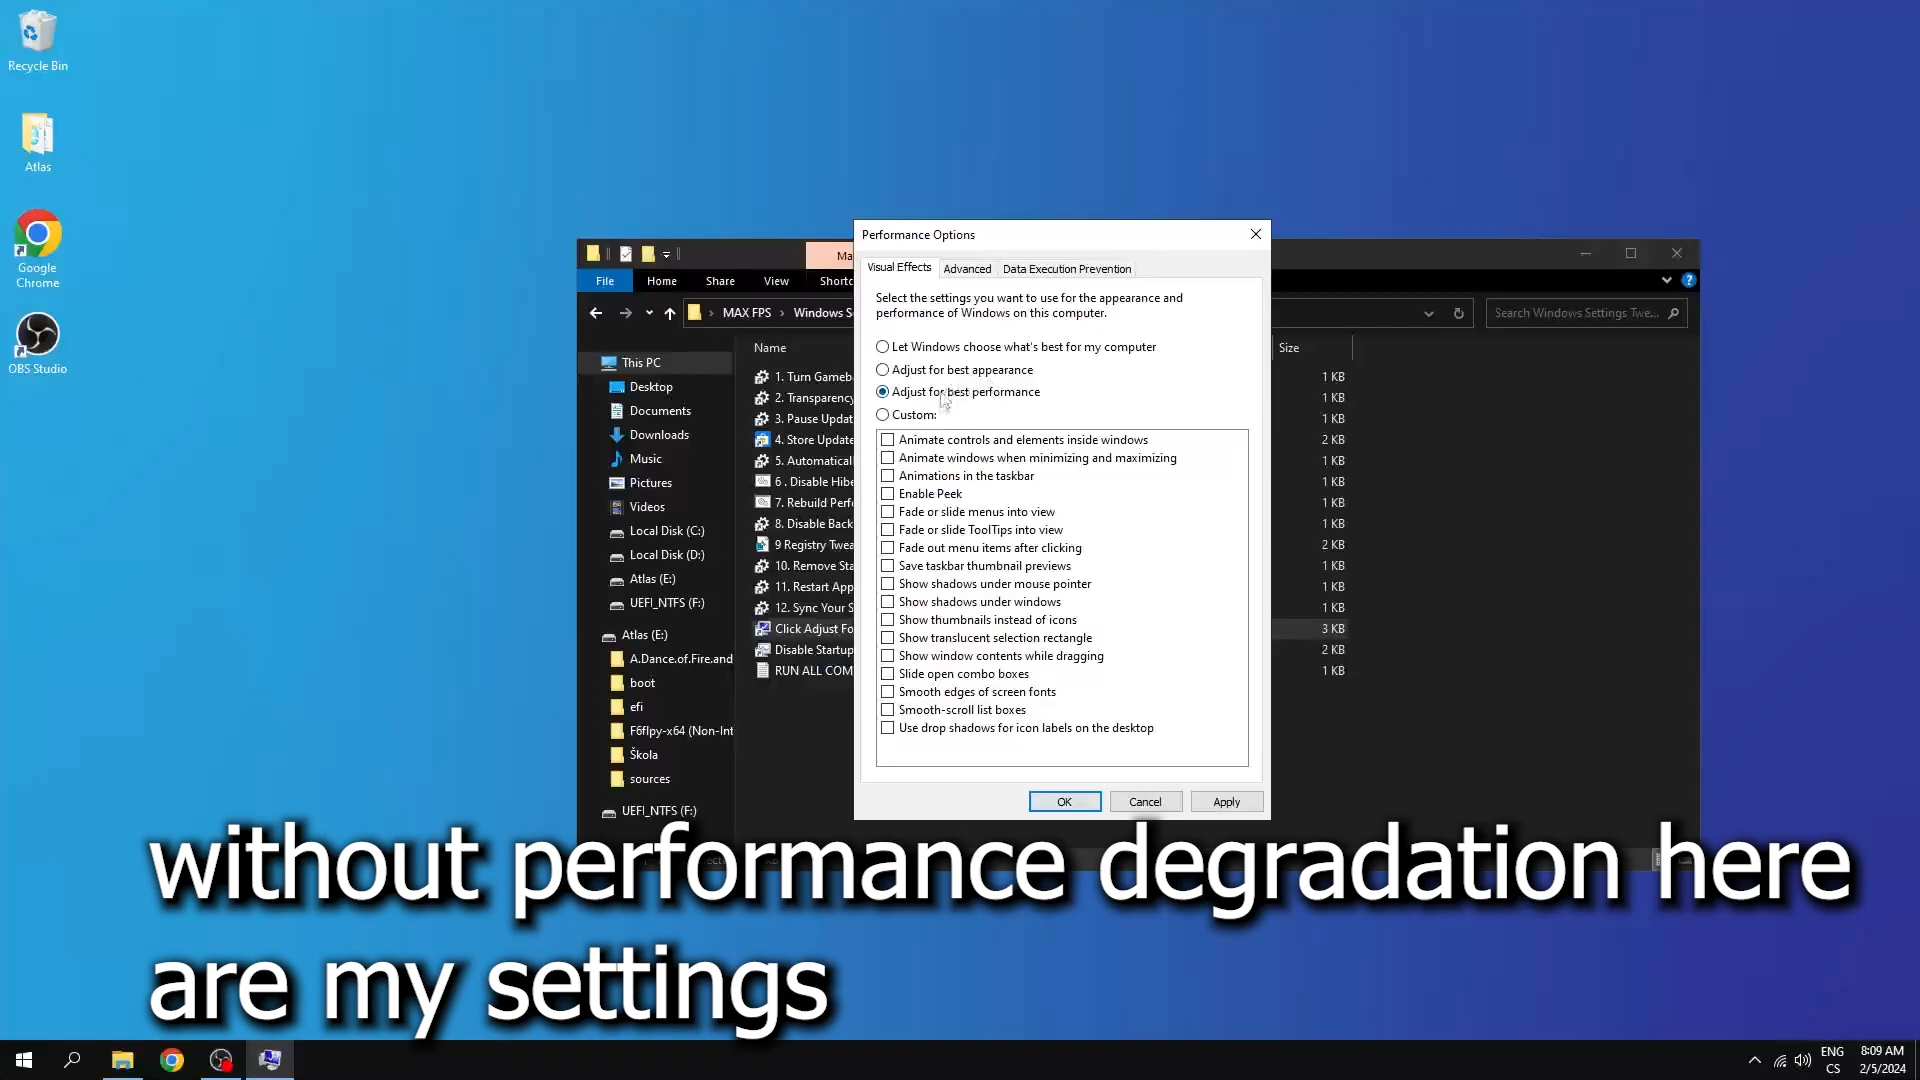 Recycle Bin
Atlas
Google
Chrome
OBS Studio
Ma
File
Home
Share
View
Shortc
MAX FPS
Windows S
Search Windows Settings Twe...
This PC
Desktop
Documents
Downloads
Music
Pictures
Videos
Local Disk (C:)
Local Disk (D:)
Atlas (E:)
UEFI_NTFS (F:)
Atlas (E:)
A.Dance.of.Fire.and
boot
efi
F6flpy-x64 (Non-Int
Škola
sources
UEFI_NTFS (F:)
Name
Size
1. Turn Gameb
1 KB
2. Transparency
1 KB
3. Pause Updat
1 KB
4. Store Update
2 KB
5. Automaticall
1 KB
6 . Disable Hibe
1 KB
7. Rebuild Perfo
1 KB
8. Disable Back
1 KB
9 Registry Twea
2 KB
10. Remove Sta
1 KB
11. Restart App
1 KB
12. Sync Your S
1 KB
Click Adjust Fo
3 KB
Disable Startup
2 KB
RUN ALL COM
1 KB
Performance Options
Visual Effects
Advanced
Data Execution Prevention
Select the settings you want to use for the appearance and
performance of Windows on this computer.
Let Windows choose what's best for my computer
Adjust for best appearance
Adjust for best performance
Custom:
Animate controls and elements inside windows
Animate windows when minimizing and maximizing
Animations in the taskbar
Enable Peek
Fade or slide menus into view
Fade or slide ToolTips into view
Fade out menu items after clicking
Save taskbar thumbnail previews
Show shadows under mouse pointer
Show shadows under windows
Show thumbnails instead of icons
Show translucent selection rectangle
Show window contents while dragging
Slide open combo boxes
Smooth edges of screen fonts
Smooth-scroll list boxes
Use drop shadows for icon labels on the desktop
OK
Cancel
Apply
without performance degradation here
are my settings
ENG
CS
8:09 AM
2/5/2024